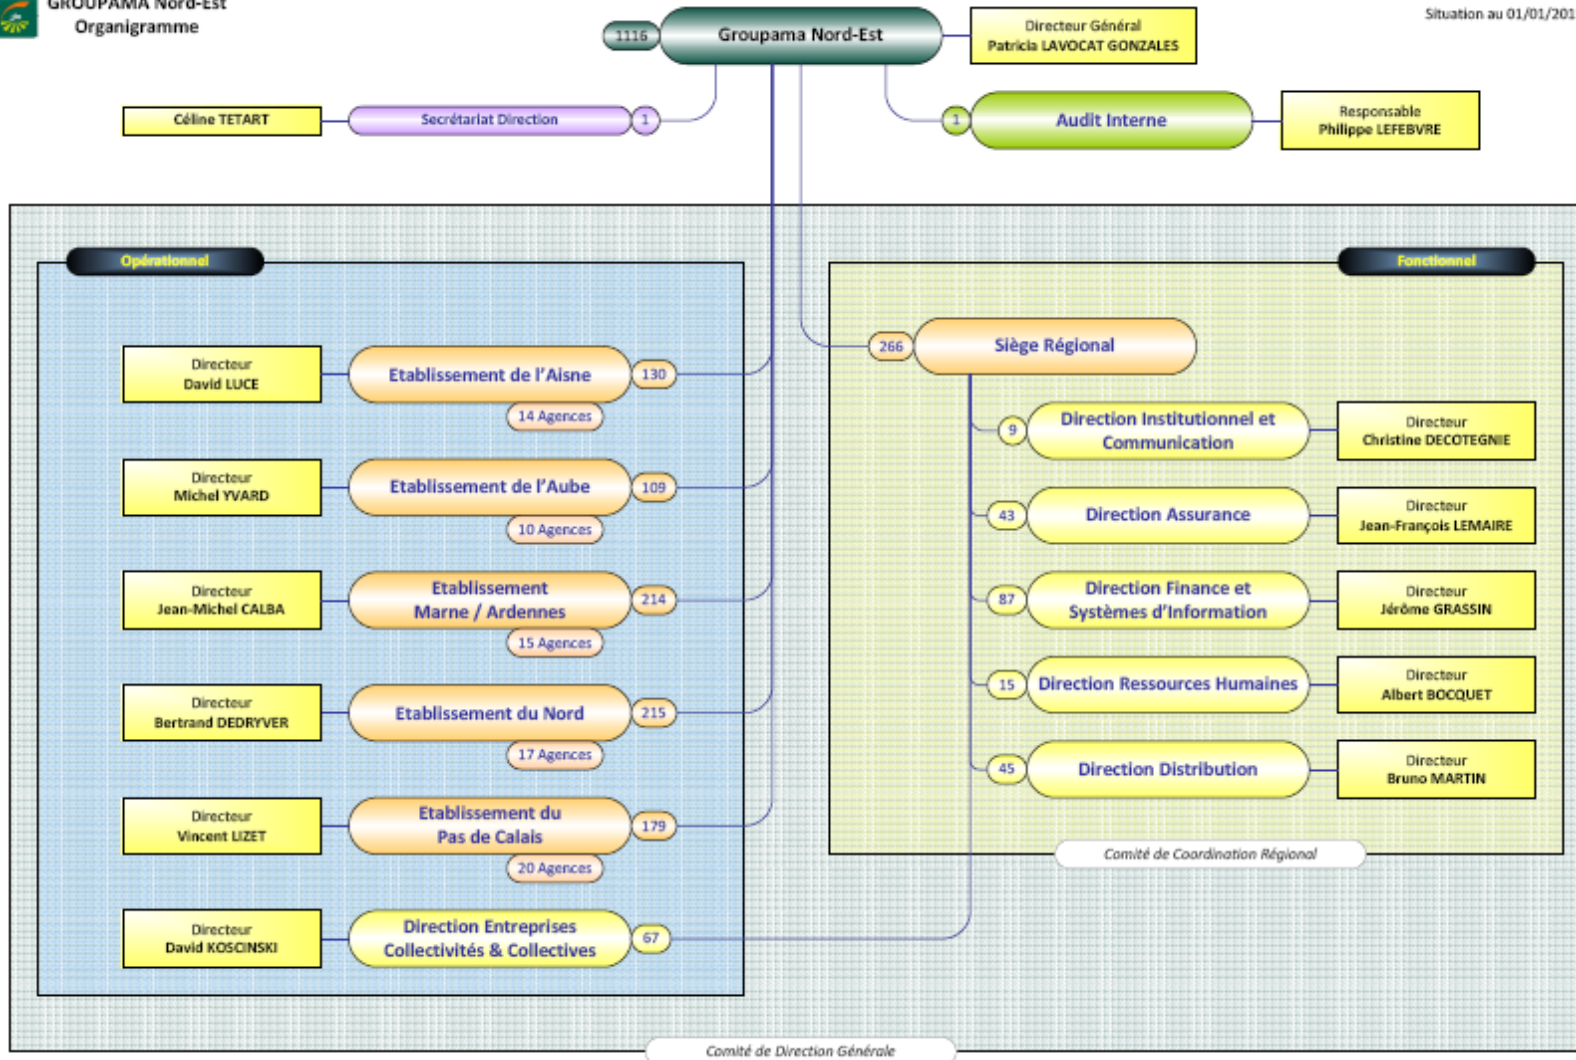 GROUPAMA Nord-Est
Organigramme
1116
Groupama Nord-Est
Directeur Général
Patricia LAVOCAT GONZALES
Situation au 01/01/201
Céline TETART
Secrétariat Direction
1
1
Audit Interne
Responsable
Philippe LEFEBVRE
Opérationnel
Directeur
David LUCE
Etablissement de l'Aisne
130
14 Agences
Directeur
Michel YVARD
Etablissement de l'Aube
109
10 Agences
Directeur
Jean-Michel CALBA
Etablissement
Marne / Ardennes
214
15 Agences
Directeur
Bertrand DEDRYVER
Etablissement du Nord
215
17 Agences
Directeur
Vincent LIZET
Etablissement du
Pas de Calais
179
20 Agences
Directeur
David KOSCINSKI
Direction Entreprises
Collectivités & Collectives
67
Fonctionnel
266
Siège Régional
9
Direction Institutionnel et
Communication
Directeur
Christine DECOTEGNIE
43
Direction Assurance
Directeur
Jean-François LEMAIRE
87
Direction Finance et
Systèmes d'Information
Directeur
Jérôme GRASSIN
15
Direction Ressources Humaines
Directeur
Albert BOCQUET
45
Direction Distribution
Directeur
Bruno MARTIN
Comité de Coordination Régional
Comité de Direction Générale